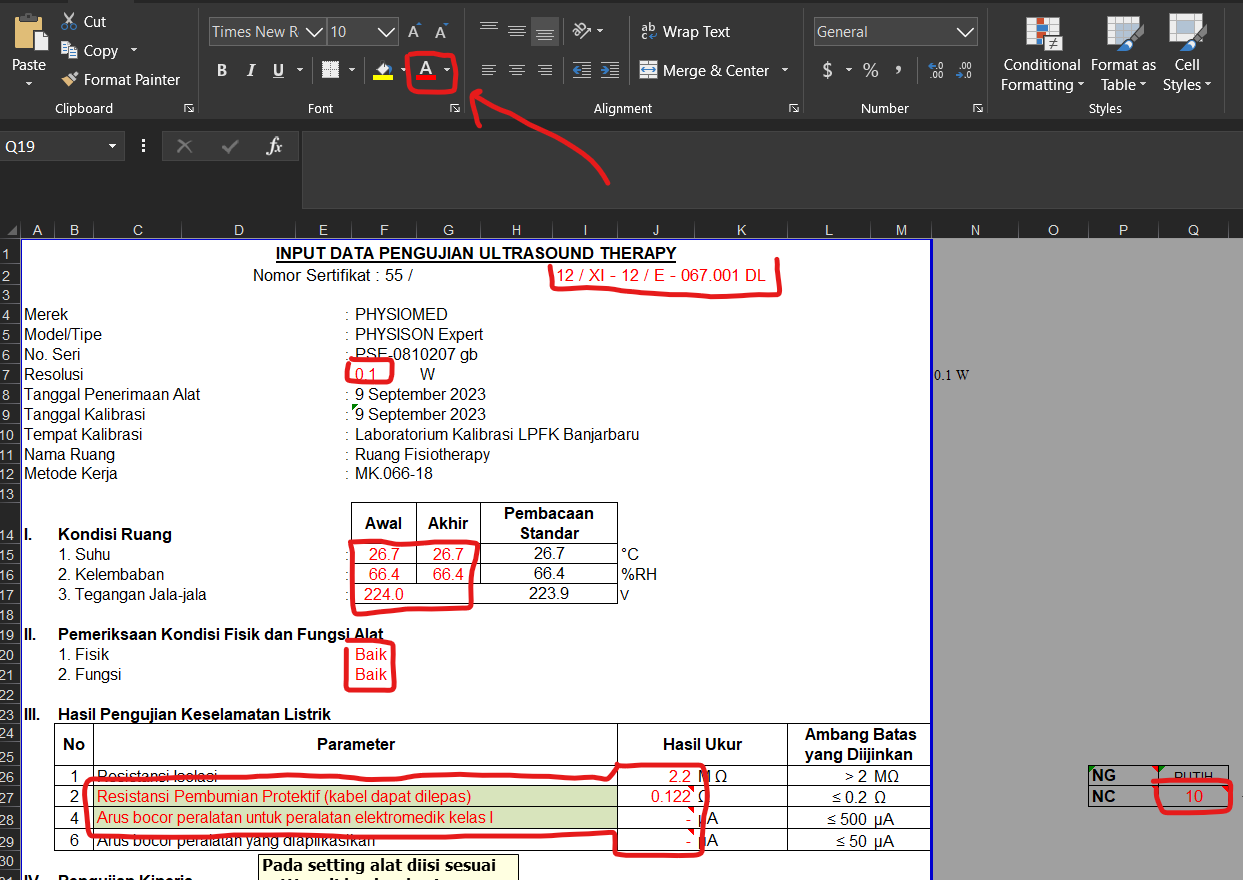 Cut
Copy
Format Painter
Paste
Clipboard
Times New R 10 A A
B I U A
Font
ab Wrap Text
Merge & Center
Alignment
General
$ % ,
Number
Conditional Formatting
Format as Table
Cell Styles
Styles
Q19 fx
A B C D E F G H I J K L M N O P Q
1 INPUT DATA PENGUJIAN ULTRASOUND THERAPY
2 Nomor Sertifikat : 55 / 12 / XI - 12 / E - 067.001 DL
3
4 Merek : PHYSIOMED
5 Model/Tipe : PHYSISON Expert
6 No. Seri : PSE-0810207 gb
7 Resolusi : 0.1 W 0.1 W
8 Tanggal Penerimaan Alat : 9 September 2023
9 Tanggal Kalibrasi : 9 September 2023
10 Tempat Kalibrasi : Laboratorium Kalibrasi LPFK Banjarbaru
11 Nama Ruang : Ruang Fisiotherapy
12 Metode Kerja : MK.066-18
13
14 I. Kondisi Ruang Awal Akhir Pembacaan Standar
15 1. Suhu : 26.7 26.7 26.7 °C
16 2. Kelembaban : 66.4 66.4 66.4 %RH
17 3. Tegangan Jala-jala : 224.0 223.9 V
18
19 II. Pemeriksaan Kondisi Fisik dan Fungsi Alat
20 1. Fisik Baik
21 2. Fungsi Baik
22
23 III. Hasil Pengujian Keselamatan Listrik
24
25 No Parameter Hasil Ukur Ambang Batas yang Diijinkan
26 1 Resistansi Isolasi 2.2 M Ω > 2 MΩ NG PUTIH
27 2 Resistansi Pembumian Protektif (kabel dapat dilepas) 0.122 Ω ≤ 0.2 Ω NC 10
28 4 Arus bocor peralatan untuk peralatan elektromedik kelas I - µA ≤ 500 µA
29 6 Arus bocor peralatan yang diaplikasikan - µA ≤ 50 µA
30 Pada setting alat diisi sesuai
IV. Pengujian Kinerja